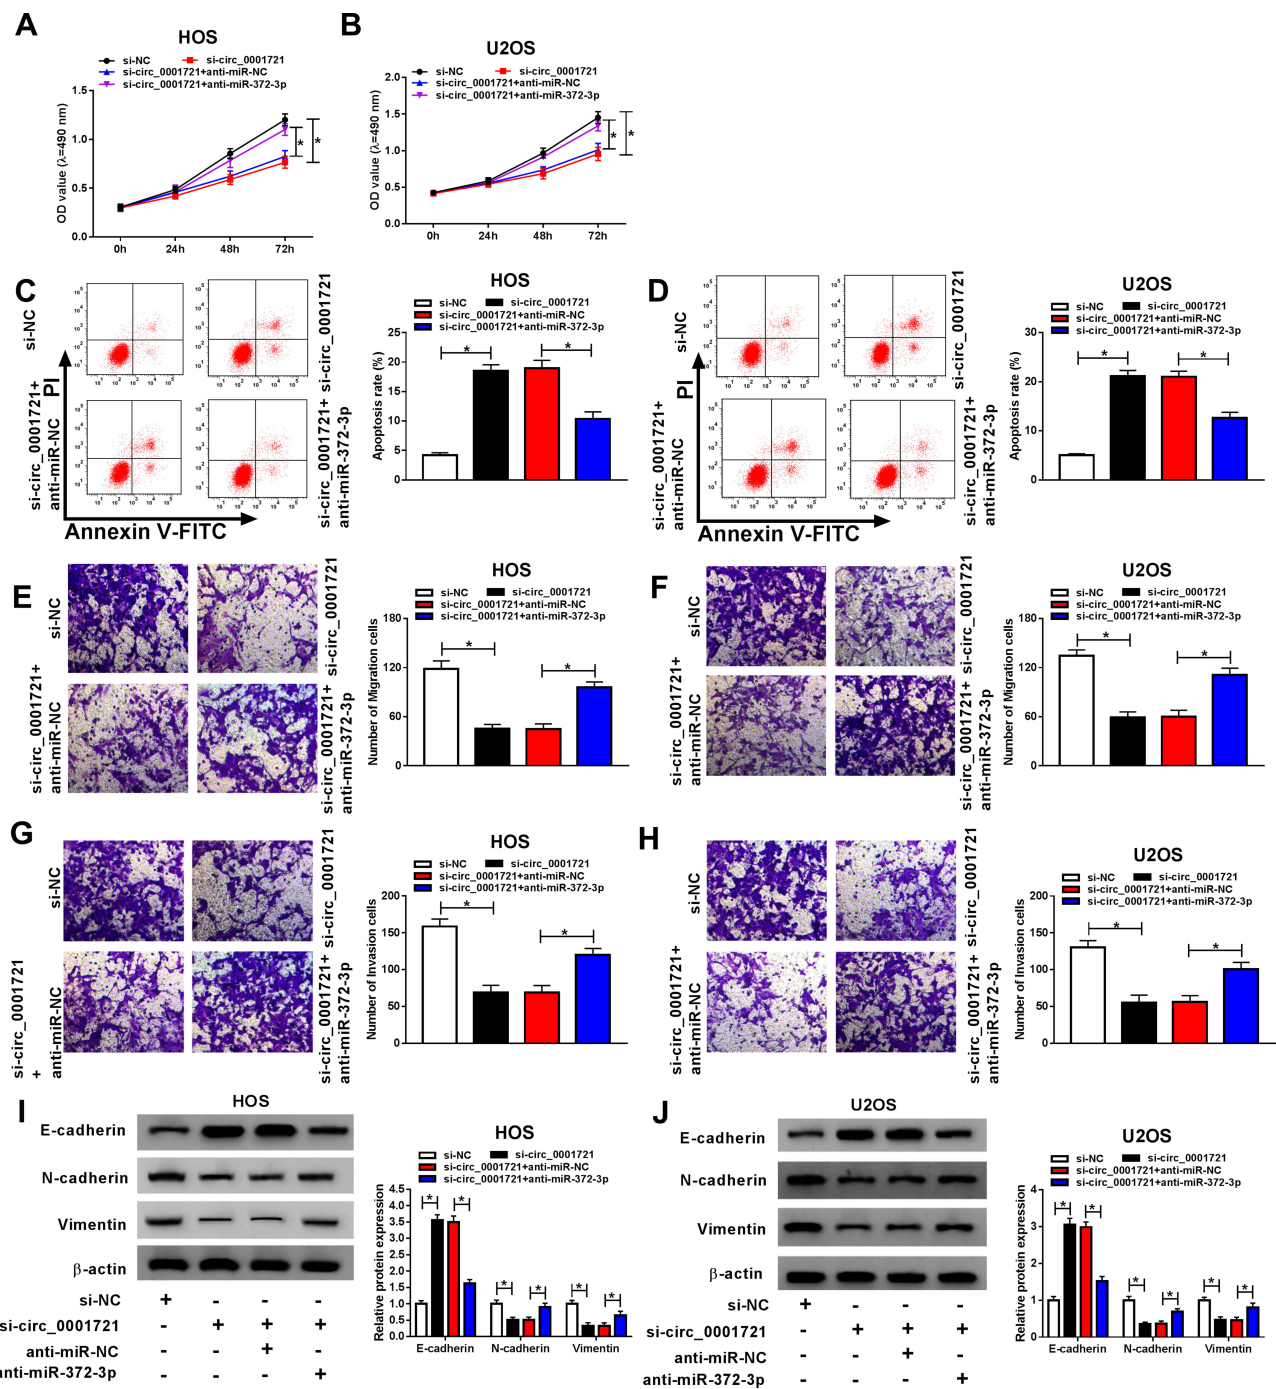 A
HOS
si-NC
si-circ_0001721
si-circ_0001721+anti-miR-NC
si-circ_0001721+anti-miR-372-3p
OD value (λ=490 nm)
1.5
1.0
0.5
0.0
0h 24h 48h 72h
*
*
B
U2OS
si-NC
si-circ_0001721
si-circ_0001721+anti-miR-NC
si-circ_0001721+anti-miR-372-3p
OD value (λ=490 nm)
2.0
1.5
1.0
0.5
0.0
0h 24h 48h 72h
*
*
C
si-NC
si-circ_0001721
si-circ_0001721+
anti-miR-NC
si-circ_0001721+
anti-miR-372-3p
PI
Annexin V-FITC
HOS
si-NC
si-circ_0001721
si-circ_0001721+anti-miR-NC
si-circ_0001721+anti-miR-372-3p
Apoptosis rate (%)
25
20
15
10
5
0
*
*
D
si-NC
si-circ_0001721
si-circ_0001721+
anti-miR-NC
si-circ_0001721+
anti-miR-372-3p
PI
Annexin V-FITC
U2OS
si-NC
si-circ_0001721
si-circ_0001721+anti-miR-NC
si-circ_0001721+anti-miR-372-3p
Apoptosis rate (%)
30
20
10
0
*
*
E
si-NC
si-circ_0001721
si-circ_0001721+
anti-miR-NC
si-circ_0001721+
anti-miR-372-3p
HOS
si-NC
si-circ_0001721
si-circ_0001721+anti-miR-NC
si-circ_0001721+anti-miR-372-3p
Number of Migration cells
180
120
60
0
*
*
F
si-NC
si-circ_0001721
si-circ_0001721+
anti-miR-NC
si-circ_0001721+
anti-miR-372-3p
U2OS
si-NC
si-circ_0001721
si-circ_0001721+anti-miR-NC
si-circ_0001721+anti-miR-372-3p
Number of Migration cells
180
120
60
0
*
*
G
si-NC
si-circ_0001721
si-circ_0001721
+
anti-miR-NC
si-circ_0001721+
anti-miR-372-3p
HOS
si-NC
si-circ_0001721
si-circ_0001721+anti-miR-NC
si-circ_0001721+anti-miR-372-3p
Number of Invasion cells
200
150
100
50
0
*
*
H
si-NC
si-circ_0001721
si-circ_0001721+
anti-miR-NC
si-circ_0001721+
anti-miR-372-3p
U2OS
si-NC
si-circ_0001721
si-circ_0001721+anti-miR-NC
si-circ_0001721+anti-miR-372-3p
Number of Invasion cells
200
150
100
50
0
*
*
I
HOS
E-cadherin
N-cadherin
Vimentin
β-actin
si-NC + - - -
si-circ_0001721 - + + +
anti-miR-NC - - + -
anti-miR-372-3p - - - +
HOS
si-NC
si-circ_0001721
si-circ_0001721+anti-miR-NC
si-circ_0001721+anti-miR-372-3p
Relative protein expression
4.5
4.0
3.5
3.0
2.5
2.0
1.5
1.0
0.5
0.0
* * * * * *
E-cadherin N-cadherin Vimentin
J
U2OS
E-cadherin
N-cadherin
Vimentin
β-actin
si-NC + - - -
si-circ_0001721 - + + +
anti-miR-NC - - + -
anti-miR-372-3p - - - +
U2OS
si-NC
si-circ_0001721
si-circ_0001721+anti-miR-NC
si-circ_0001721+anti-miR-372-3p
Relative protein expression
4
3
2
1
0
* * * * * *
E-cadherin N-cadherin Vimentin